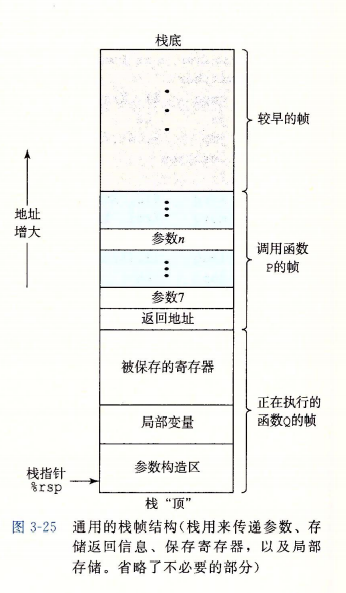 栈底
较早的帧
地址
增大
参数n
调用函数
P的帧
参数7
返回地址
被保存的寄存器
正在执行的
函数Q的帧
局部变量
参数构造区
栈指针
%rsp
栈“顶”
图 3-25 通用的栈帧结构(栈用来传递参数、存
储返回信息、保存寄存器，以及局部
存储。省略了不必要的部分)